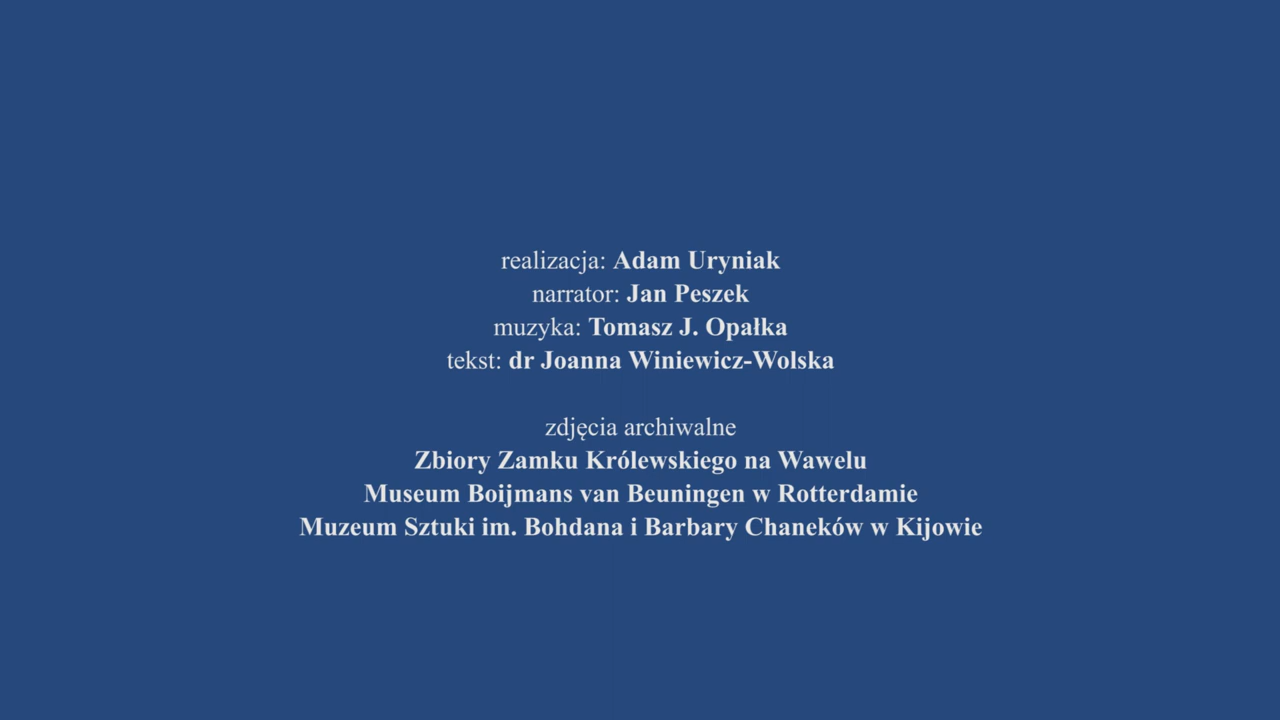 realizacja: Adam Uryniak
narrator: Jan Peszek
muzyka: Tomasz J. Opałka
tekst: dr Joanna Winiewicz-Wolska
zdjęcia archiwalne
Zbiory Zamku Królewskiego na Wawelu
Museum Boijmans van Beuningen w Rotterdamie
Muzeum Sztuki im. Bohdana i Barbary Chaneków w Kijowie